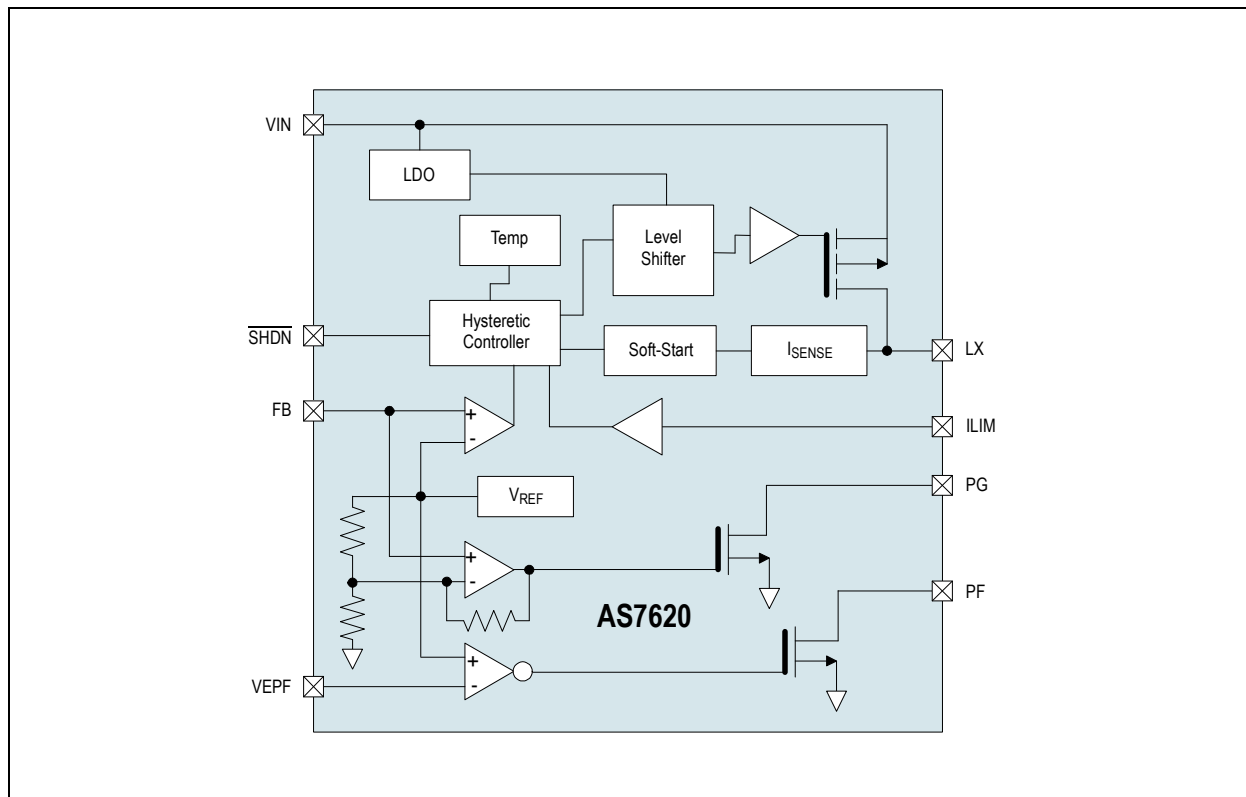 VIN
LDO
Temp
Level
Shifter
SHDN
Hysteretic
Controller
Soft-Start
ISENSE
LX
FB
+
-
ILIM
VREF
PG
+
-
PF
AS7620
+
-
VEPF